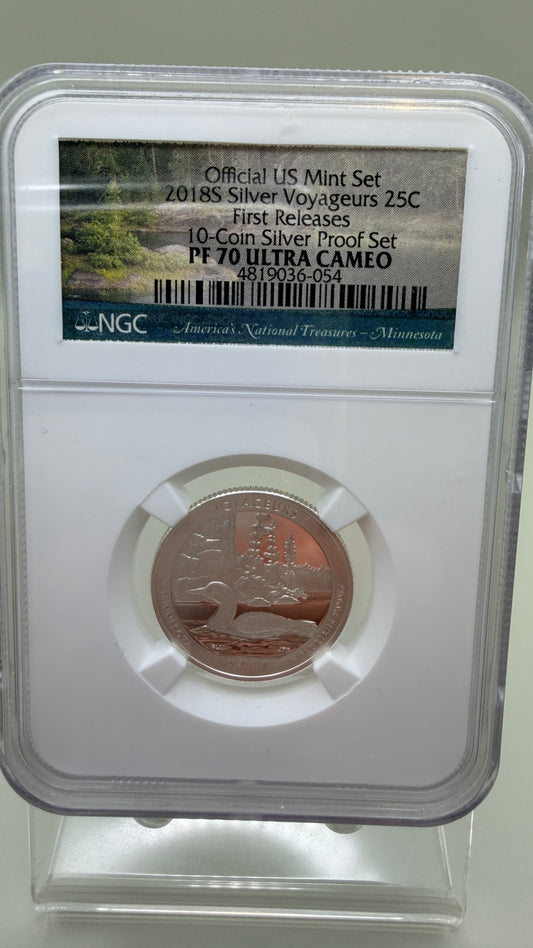 Official US Mint Set
2018S Silver Voyageurs 25C
First Releases
10-Coin Silver Proof Set
PF 70 ULTRA CAMEO
4819036-054
NGC
America's National Treasures – Minnesota
VOYAGEURS
2018